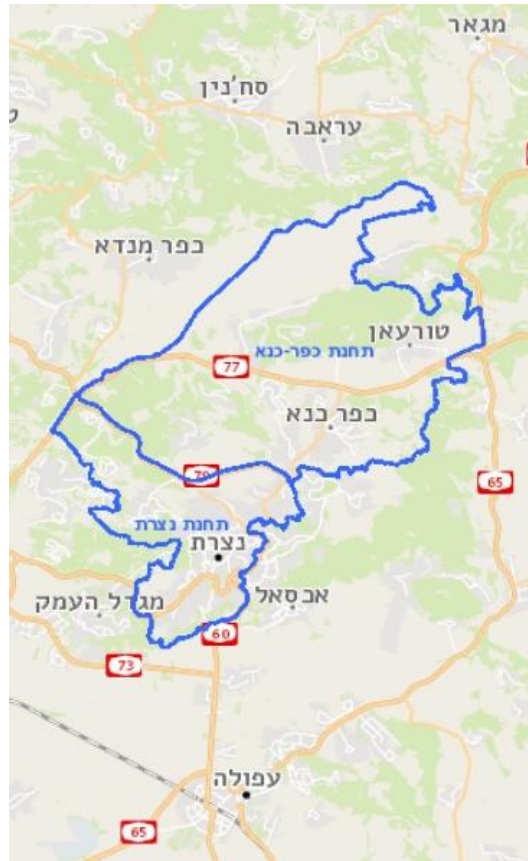 מגאר
סח'נין
עראבה
כפר מנדא
טורעאן
תחנת כפר-כנא
77
כפר כנא
79
65
תחנת נצרת
נצרת
מגדל העמק
אכסאל
60
73
עפולה
65